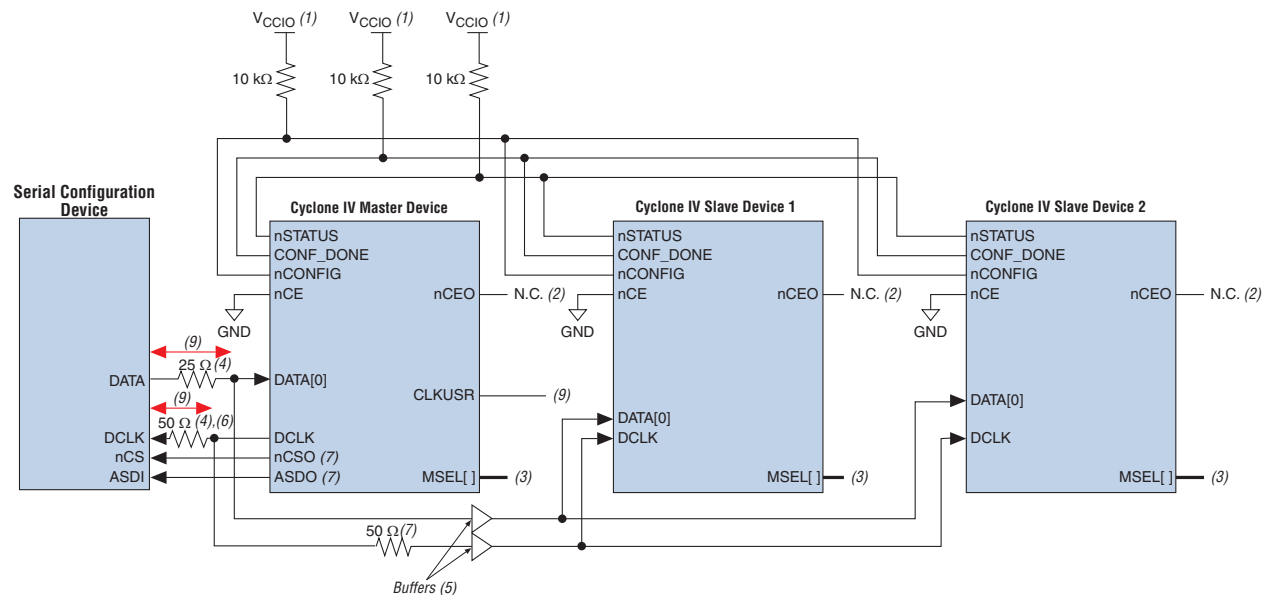 VCCIO (1) VCCIO (1) VCCIO (1)
10 kΩ 10 kΩ 10 kΩ
Serial Configuration
Device
DATA
DCLK
nCS
ASDI
(9)
25 Ω (4)
(9)
50 Ω (4),(6)
Cyclone IV Master Device
nSTATUS
CONF_DONE
nCONFIG
nCE
nCEO
N.C. (2)
GND
DATA[0]
CLKUSR
(9)
DCLK
nCSO (7)
ASDO (7)
MSEL[ ]
(3)
Cyclone IV Slave Device 1
nSTATUS
CONF_DONE
nCONFIG
nCE
nCEO
N.C. (2)
GND
DATA[0]
DCLK
MSEL[ ]
(3)
Cyclone IV Slave Device 2
nSTATUS
CONF_DONE
nCONFIG
nCE
nCEO
N.C. (2)
GND
DATA[0]
DCLK
MSEL[ ]
(3)
50 Ω (7)
Buffers (5)